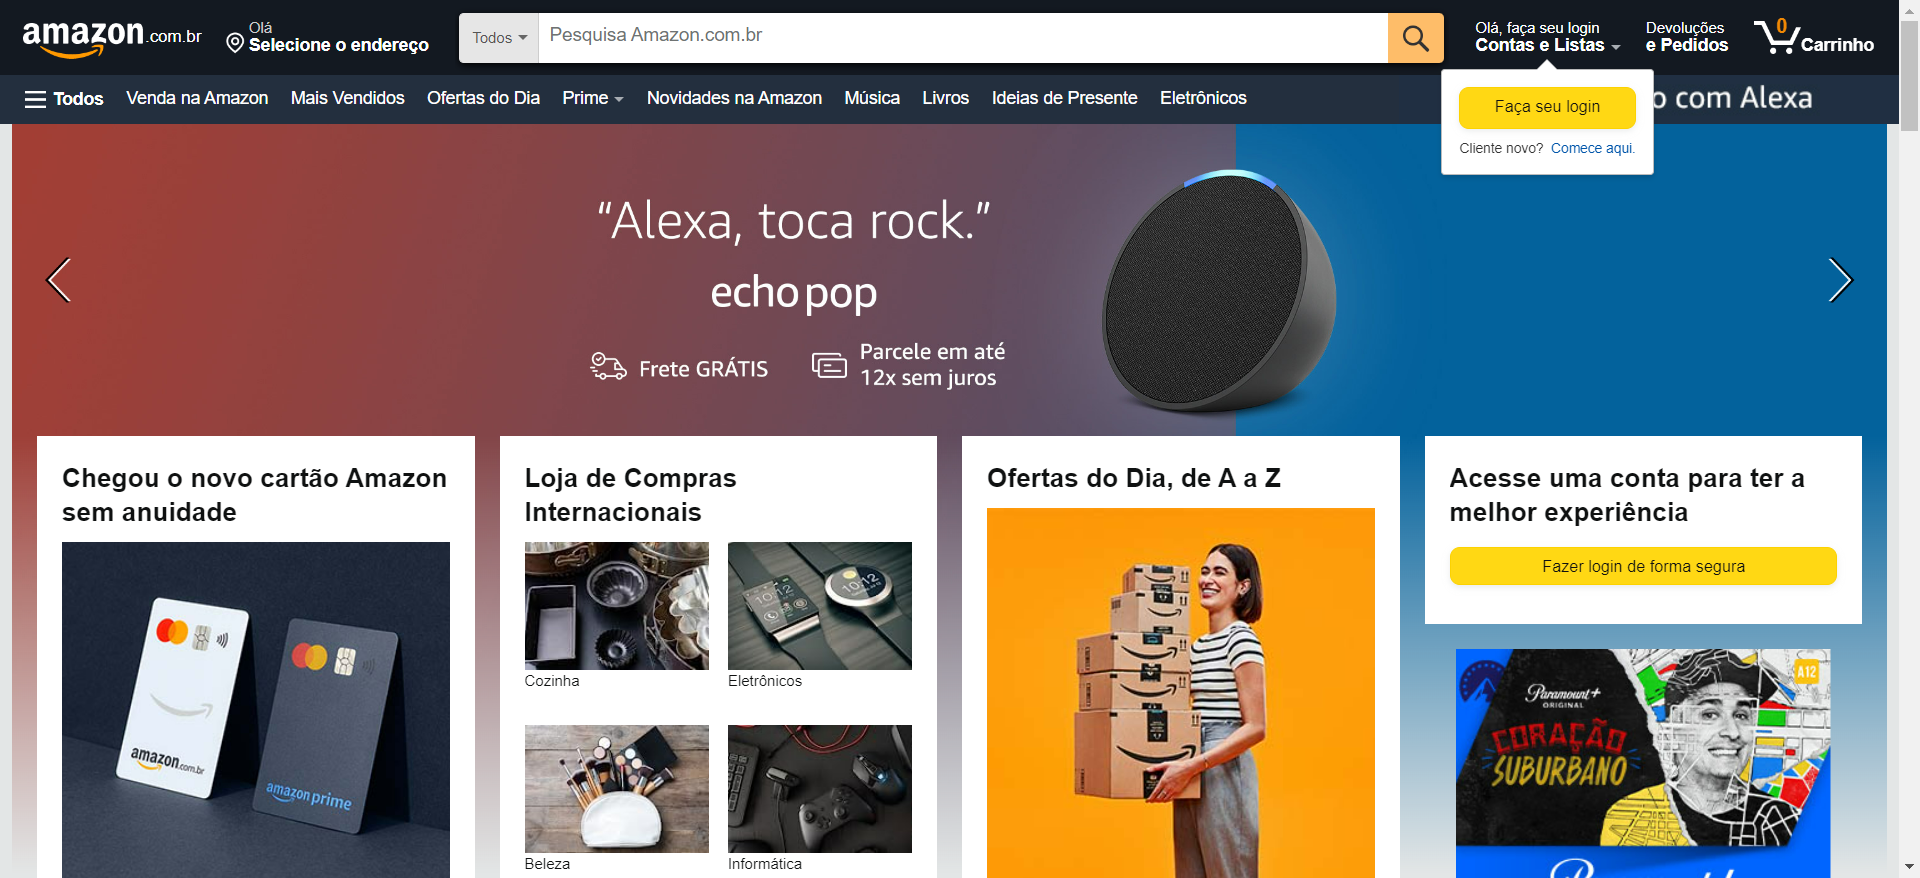 amazon.com.br
Olá
Selecione o endereço
Todos
Pesquisa Amazon.com.br
Olá, faça seu login
Contas e Listas
Devoluções
e Pedidos
0
Carrinho
Todos
Venda na Amazon
Mais Vendidos
Ofertas do Dia
Prime
Novidades na Amazon
Música
Livros
Ideias de Presente
Eletrônicos
o com Alexa
Faça seu login
Cliente novo? Comece aqui.
“Alexa, toca rock.”
echo pop
Frete GRÁTIS
Parcele em até
12x sem juros
Chegou o novo cartão Amazon
sem anuidade
amazon.com.br
amazon prime
Loja de Compras
Internacionais
10:12
10:12
Cozinha
Eletrônicos
Beleza
Informática
Ofertas do Dia, de A a Z
Acesse uma conta para ter a
melhor experiência
Fazer login de forma segura
A12
Paramount+
ORIGINAL
CORAÇÃO
SUBURBANO